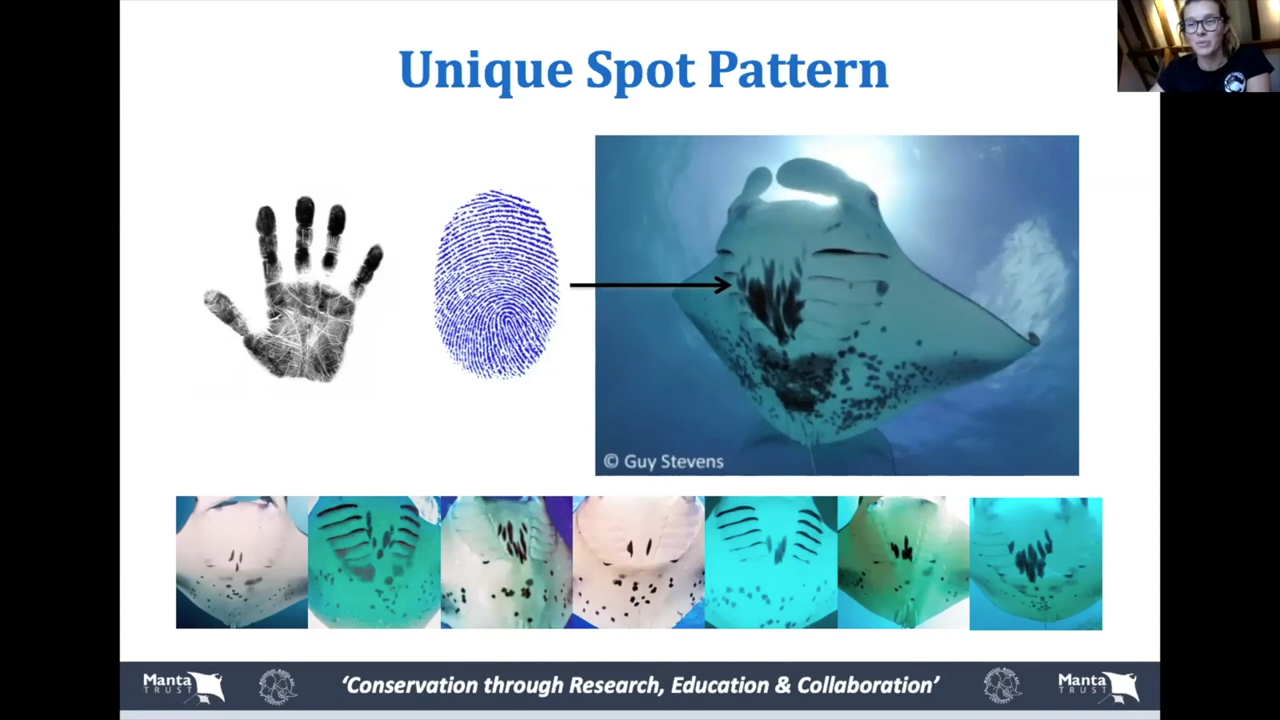 Unique Spot Pattern
© Guy Stevens
Manta
TRUST
‘Conservation through Research, Education & Collaboration’
Manta
TRUST